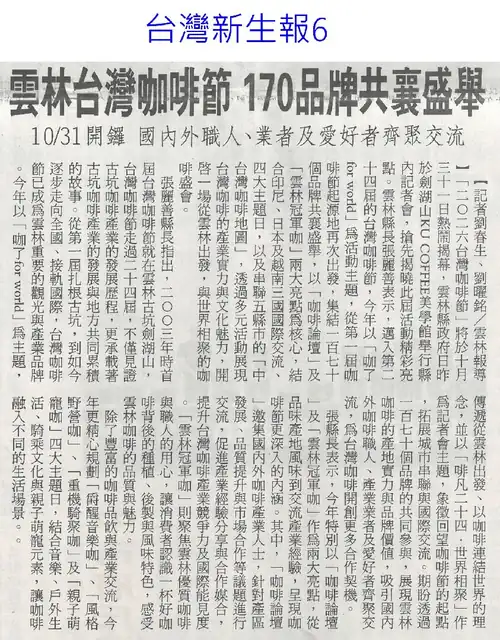 台灣新生報6
雲林台灣咖啡節 170品牌共襄盛舉
10/31開鑼 國內外職人、業者及愛好者齊聚交流
【記者劉春生、劉曜銘/雲林報導
】「二○二六台灣咖啡節」將於十月
三十一日熱鬧揭幕,雲林縣政府日昨
於劍湖山KU COFFEE美學館舉行縣
內記者會,搶先揭曉此屆活動精彩亮
點。雲林縣長張麗善表示,邁入第二
十四屆的台灣咖啡節,今年以「咖了
for world」為活動主題,從第一屆咖
啡節起源地再次出發,集結一百七十
個品牌共襄盛舉,以「咖啡論壇」及
「雲林冠軍咖」兩大亮點為核心,結
合印尼、日本及越南三國國際交流、
四大主題日,以及串聯五縣市的「中
台灣咖啡地圖」,透過多元活動展現
台灣咖啡的產業實力與文化魅力,開
啓一場從雲林出發,與世界相聚的咖
啡盛會。
張麗善縣長指出,二○○三年時首
屆台灣咖啡節就在雲林古坑劍湖山,
台灣咖啡節走過二十四屆,不僅見證
古坑咖啡產業的發展歷程,更承載著
古坑咖啡產業的發展與地方共同累積
的故事。從第一屆扎根古坑,到如今
逐步走向全國、接軌國際,台灣咖啡
節已成為雲林重要的觀光與產業品牌
。今年以「咖了for world」為主題,
傳遞從雲林出發、以咖啡連結世界的理
念,並以「啡凡二十四.世界相聚」作
為記者會主題,象徵回望咖啡節的起點
,拓展城市串聯與國際交流。期盼透過
一百七十個品牌的共同參與,展現雲林
咖啡的產地實力與品牌價值,吸引國內
外咖啡職人、產業業者及愛好者齊聚交
流,為台灣咖啡開創更多合作契機。
張縣長表示,今年特別以「咖啡論壇
」及「雲林冠軍咖」作為兩大亮點,從
品味產地風味到交流產業經驗,呈現咖
啡節更深入的內涵。其中,「咖啡論壇
」邀集國內外咖啡產業人士,針對產區
發展、品質提升與市場合作等議題進行
交流,促進產業經驗分享與合作媒合,
提升台灣咖啡產業競爭力及國際能見度
。「雲林冠軍咖」則聚焦雲林優質咖啡
與職人的用心,讓消費者認識一杯好咖
啡背後的種植、後製與風味特色,感受
雲林咖啡的品質與魅力。
除了豐富的咖啡品飲與產業交流,今
年更精心規劃「癮醒音樂咖」、「風格
野營咖」、「重機騎聚咖」及「親子萌
寵咖」四大主題日,結合音樂、戶外生
活、騎乘文化與親子萌寵元素,讓咖啡
融入不同的生活場景。